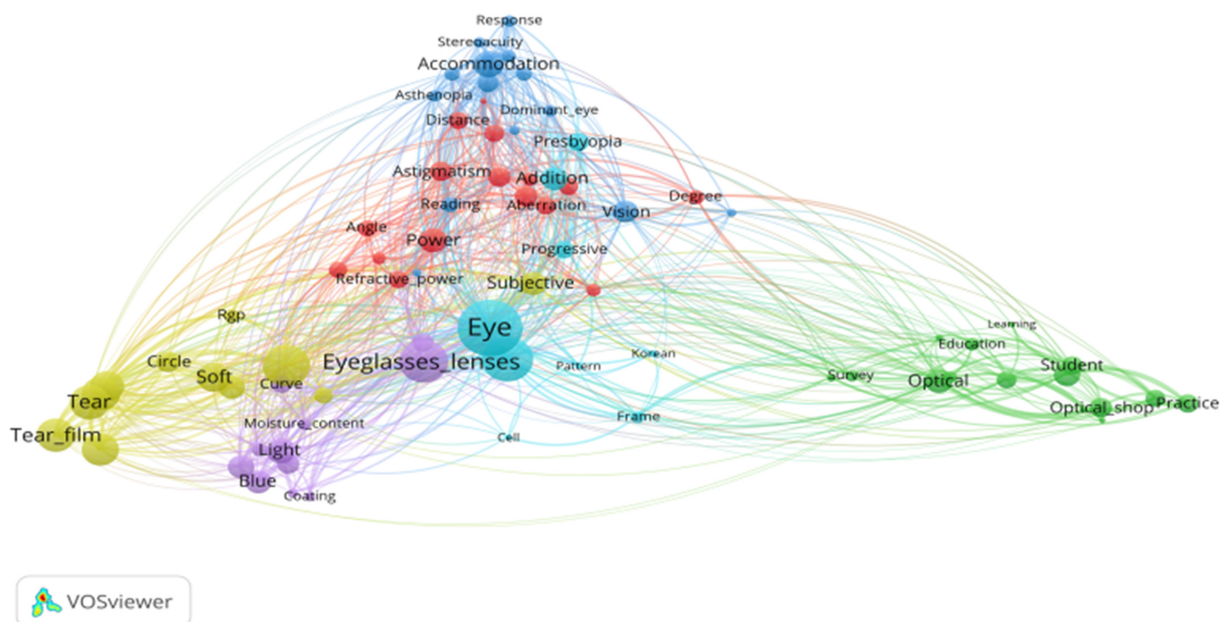 Response
Stereoacuity
Accommodation
Asthenopia
Dominant_eye
Distance
Presbyopia
Astigmatism
Addition
Degree
Reading
Aberration
Vision
Angle
Power
Progressive
Refractive_power
Subjective
Rgp
Eye
Learning
Education
Circle
Eyeglasses_lenses
Pattern
Korean
Student
Soft
Curve
Survey
Optical
Tear
Optical_shop
Practice
Moisture_content
Frame
Tear_film
Cell
Light
Blue
Coating
VOSviewer